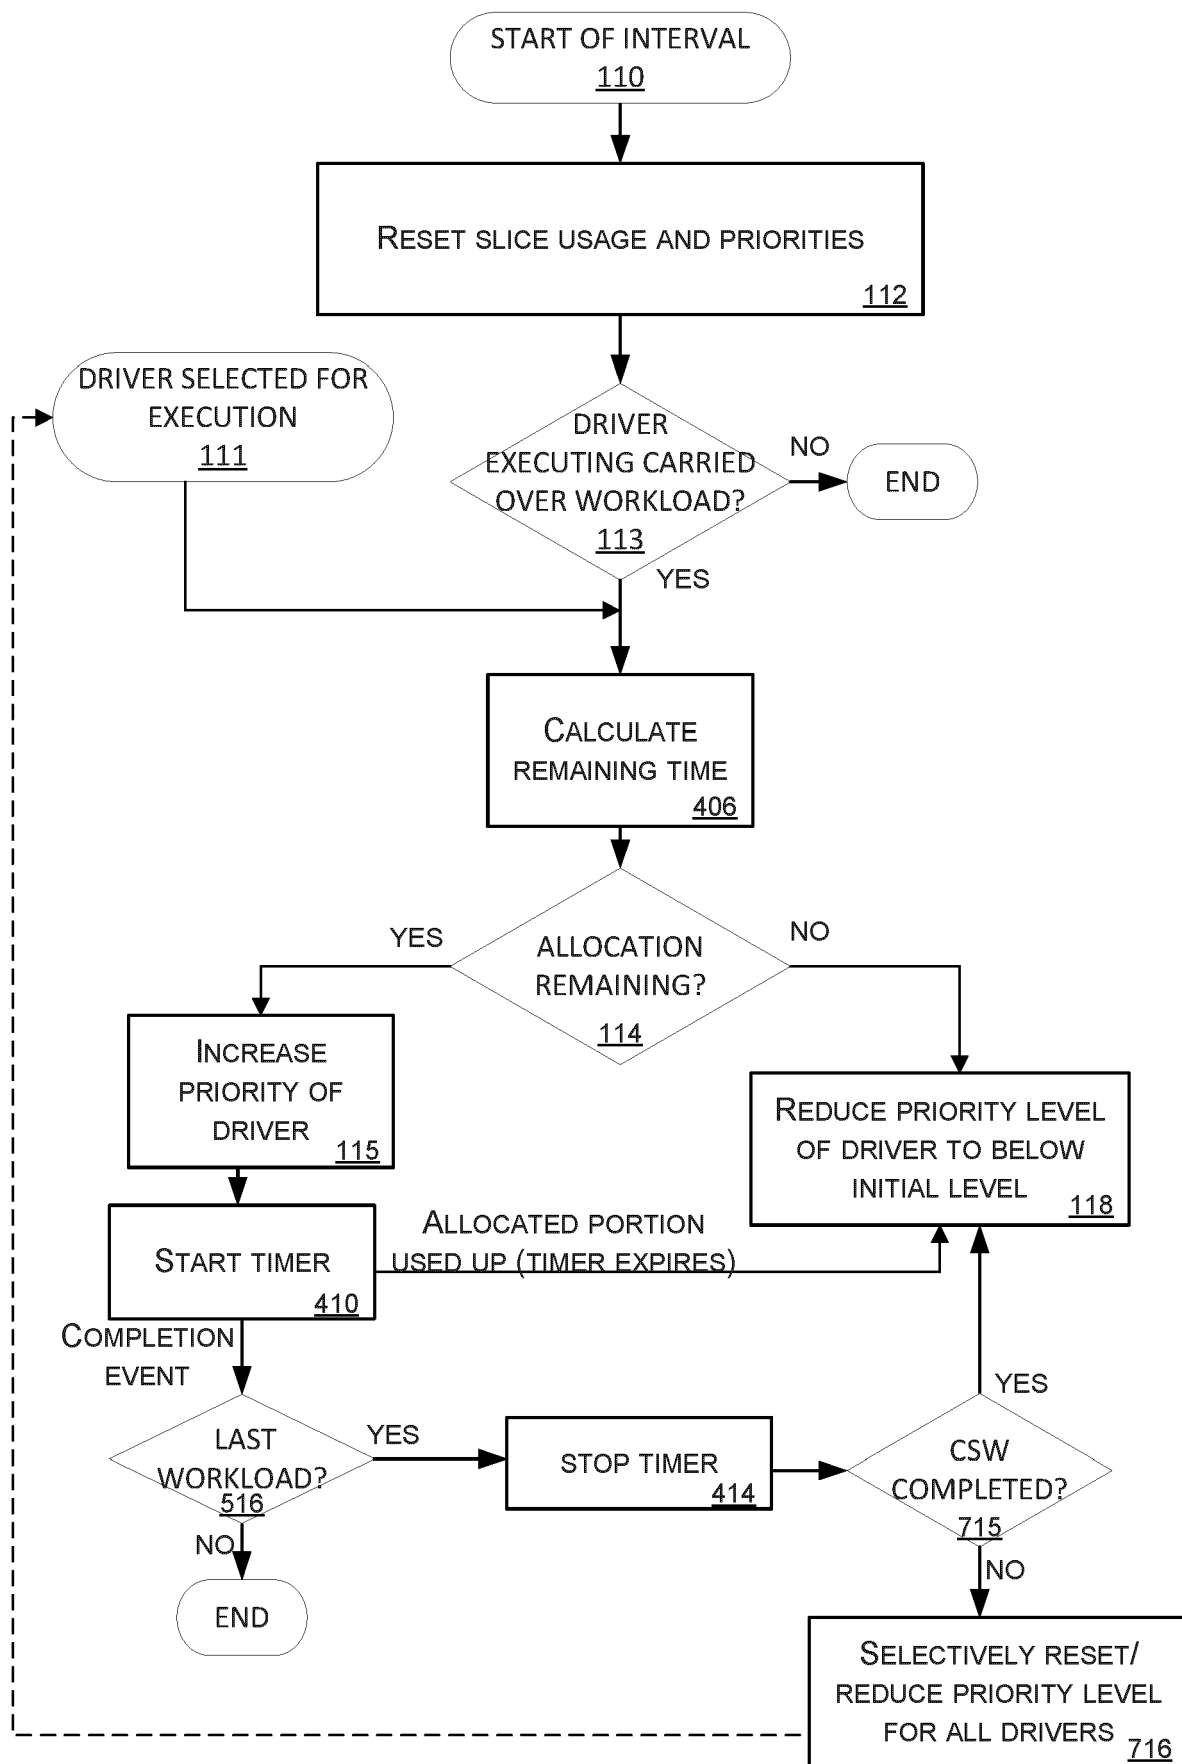 START OF INTERVAL
110
RESET SLICE USAGE AND PRIORITIES
112
DRIVER SELECTED FOR
EXECUTION
111
DRIVER
EXECUTING CARRIED
OVER WORKLOAD?
113
NO
END
YES
CALCULATE
REMAINING TIME
406
YES
ALLOCATION
REMAINING?
114
NO
INCREASE
PRIORITY OF
DRIVER
115
REDUCE PRIORITY LEVEL
OF DRIVER TO BELOW
INITIAL LEVEL
118
START TIMER
410
ALLOCATED PORTION
USED UP (TIMER EXPIRES)
COMPLETION
EVENT
LAST
WORKLOAD?
516
YES
STOP TIMER
414
YES
CSW
COMPLETED?
715
NO
END
NO
SELECTIVELY RESET/
REDUCE PRIORITY LEVEL
FOR ALL DRIVERS
716